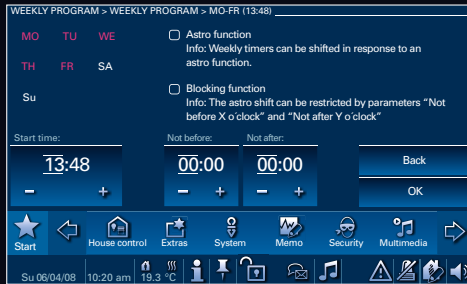 WEEKLY PROGRAM > WEEKLY PROGRAM > MO-FR (13:48)
MO TU WE
TH FR SA
Su
Astro function
Info: Weekly timers can be shifted in response to an
astro function.
Blocking function
Info: The astro shift can be restricted by parameters “Not
before X o´clock” and “Not after Y o´clock”
Start time:
Not before:
Not after:
13:48
00:00
00:00
- +
- +
- +
Back
OK
Start
House control
Extras
System
Memo
Security
Multimedia
Su 06/04/08
10:20 am
19.3 °C